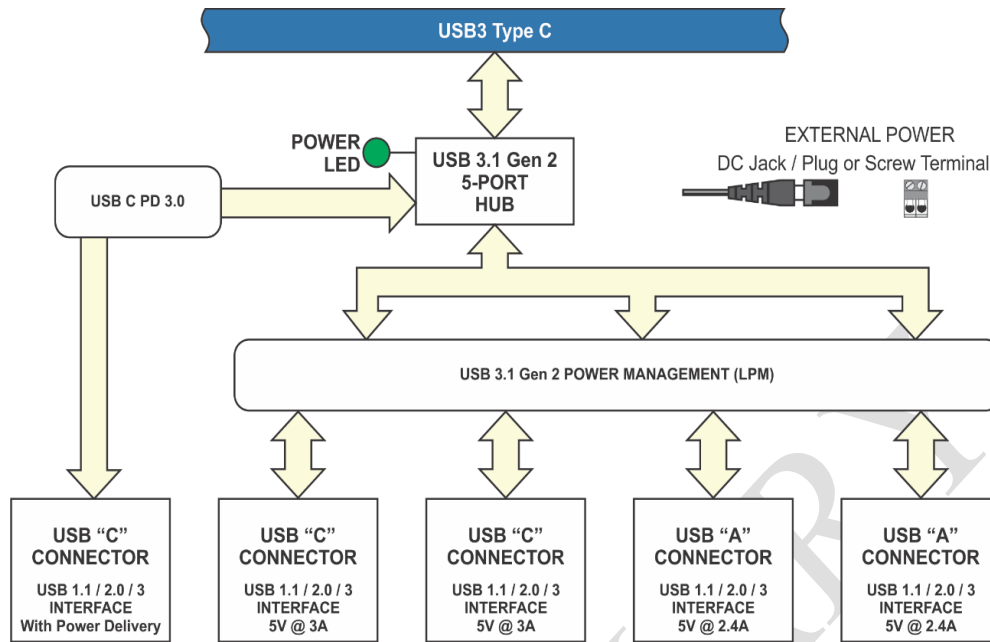 USB3 Type C
POWER
LED
USB 3.1 Gen 2
5-PORT
HUB
EXTERNAL POWER
DC Jack / Plug or Screw Terminal
USB C PD 3.0
USB 3.1 Gen 2 POWER MANAGEMENT (LPM)
USB “C”
CONNECTOR
USB 1.1 / 2.0 / 3
INTERFACE
With Power Delivery
USB “C”
CONNECTOR
USB 1.1 / 2.0 / 3
INTERFACE
5V @ 3A
USB “C”
CONNECTOR
USB 1.1 / 2.0 / 3
INTERFACE
5V @ 3A
USB “A”
CONNECTOR
USB 1.1 / 2.0 / 3
INTERFACE
5V @ 2.4A
USB “A”
CONNECTOR
USB 1.1 / 2.0 / 3
INTERFACE
5V @ 2.4A